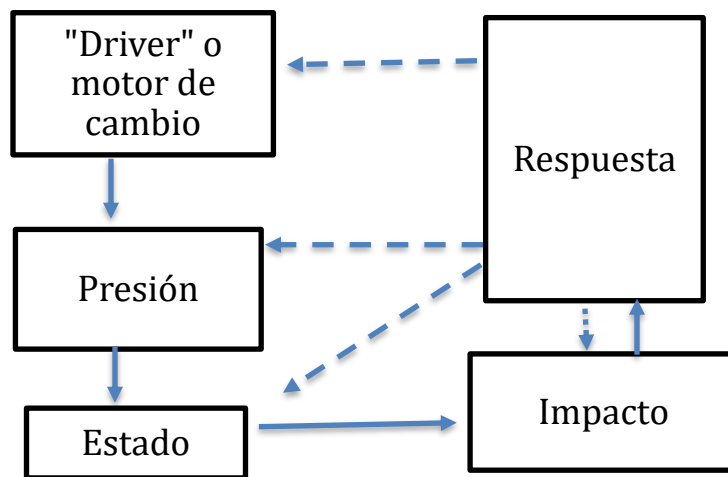 "Driver" o
motor de
cambio
Respuesta
Presión
Estado
Impacto